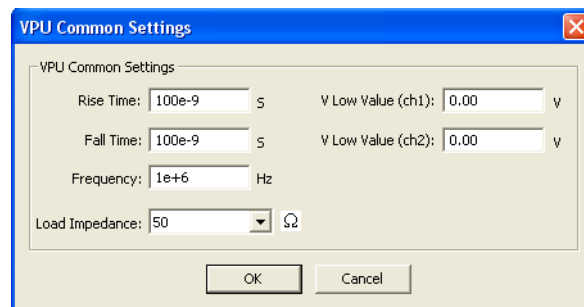 VPU Common Settings
VPU Common Settings
Rise Time: 100e-9 S V Low Value (ch1): 0.00 V
Fall Time: 100e-9 S V Low Value (ch2): 0.00 V
Frequency: 1e+6 Hz
Load Impedance: 50 Ω
OK Cancel